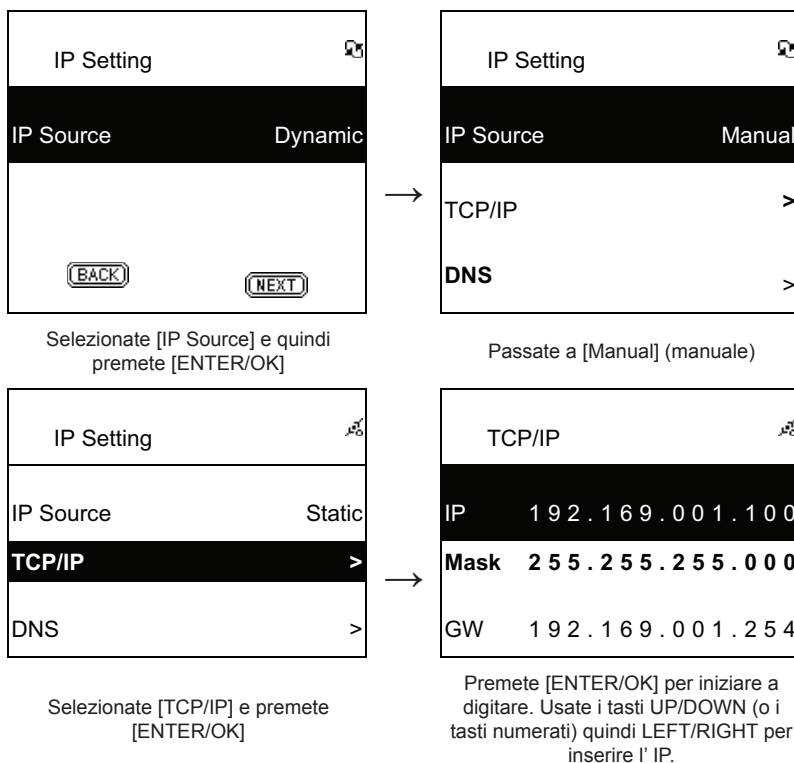 IP Setting
IP Source Dynamic
BACK NEXT
Selezionate [IP Source] e quindi
premete [ENTER/OK]
→
IP Setting
IP Source Manual
TCP/IP >
DNS >
Passate a [Manual] (manuale)
IP Setting
IP Source Static
TCP/IP >
DNS >
Selezionate [TCP/IP] e premete
[ENTER/OK]
→
TCP/IP
IP 192.169.001.100
Mask 255.255.255.000
GW 192.169.001.254
Premete [ENTER/OK] per iniziare a
digitare. Usate i tasti UP/DOWN (o i
tasti numerati) quindi LEFT/RIGHT per
inserire l’ IP.